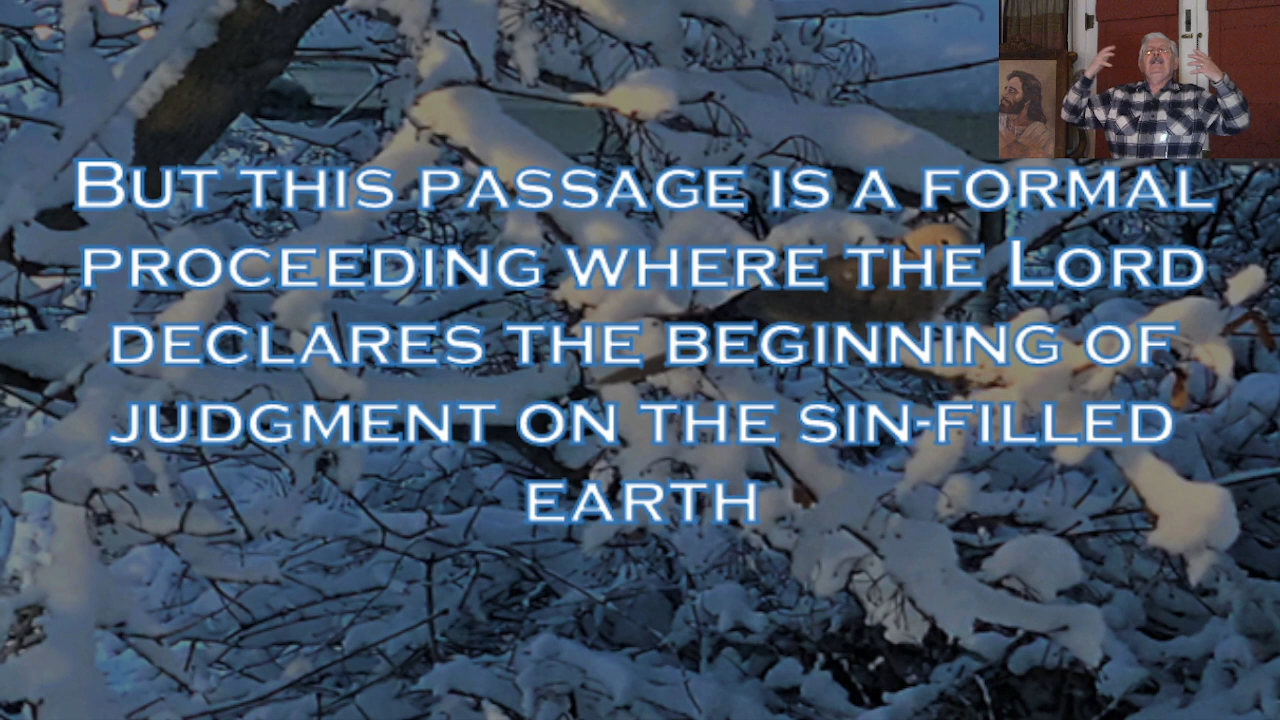 But this passage is a formal
proceeding where the Lord
declares the beginning of
judgment on the sin-filled
earth